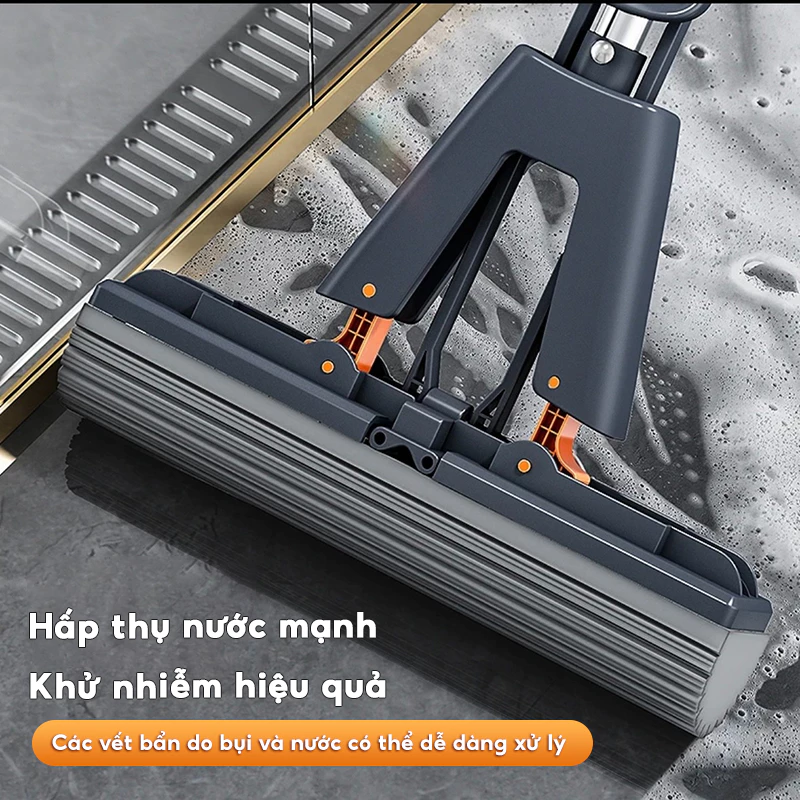 Hấp thụ nước mạnh
Khử nhiễm hiệu quả
Các vết bẩn do bụi và nước có thể dễ dàng xử lý